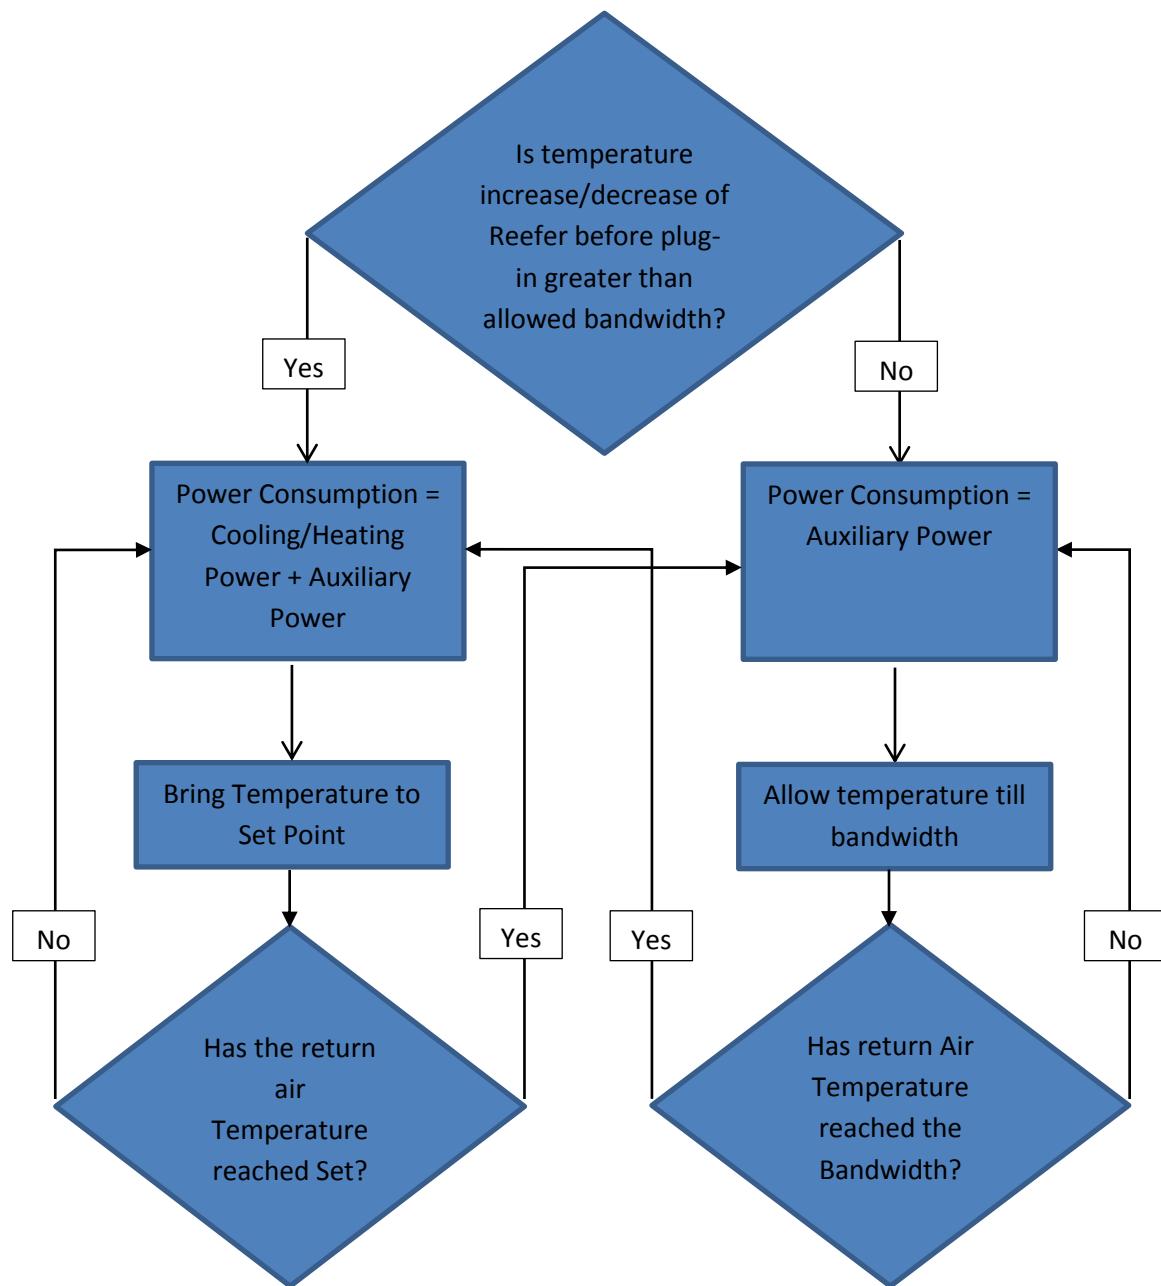 Is temperature
increase/decrease of
Reefer before plug-
in greater than
allowed bandwidth?
Yes
No
Power Consumption =
Cooling/Heating
Power + Auxiliary
Power
Power Consumption =
Auxiliary Power
Bring Temperature to
Set Point
Allow temperature till
bandwidth
No
Yes
Yes
No
Has the return
air
Temperature
reached Set?
Has return Air
Temperature
reached the
Bandwidth?